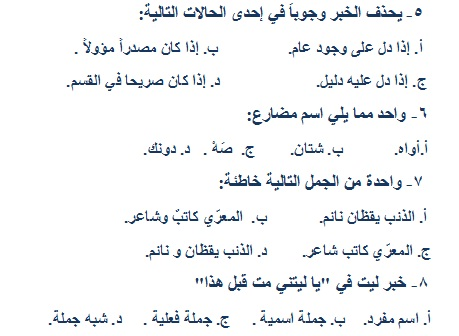 ٥- يحذف الخبر وجوباً في إحدى الحالات التالية:
أ. إذا دل على وجود عام. ب. إذا كان مصدراً مؤولاً .
ج. إذا دل عليه دليل. د. إذا كان صريحا في القسم.
٦- واحد مما يلي اسم مضارع:
أ.أواه. ب. شتان. ج. صَهْ . د. دونك.
٧- واحدة من الجمل التالية خاطئة:
أ. الذئب يقظان نائم. ب. المعرّي كاتبٌ وشاعر.
ج. المعرّي كاتب شاعر. د. الذئب يقظان و نائم.
٨- خبر ليت في "يا ليتني مت قبل هذا"
أ. اسم مفرد. ب. جملة اسمية . ج. جملة فعلية . د. شبه جملة.